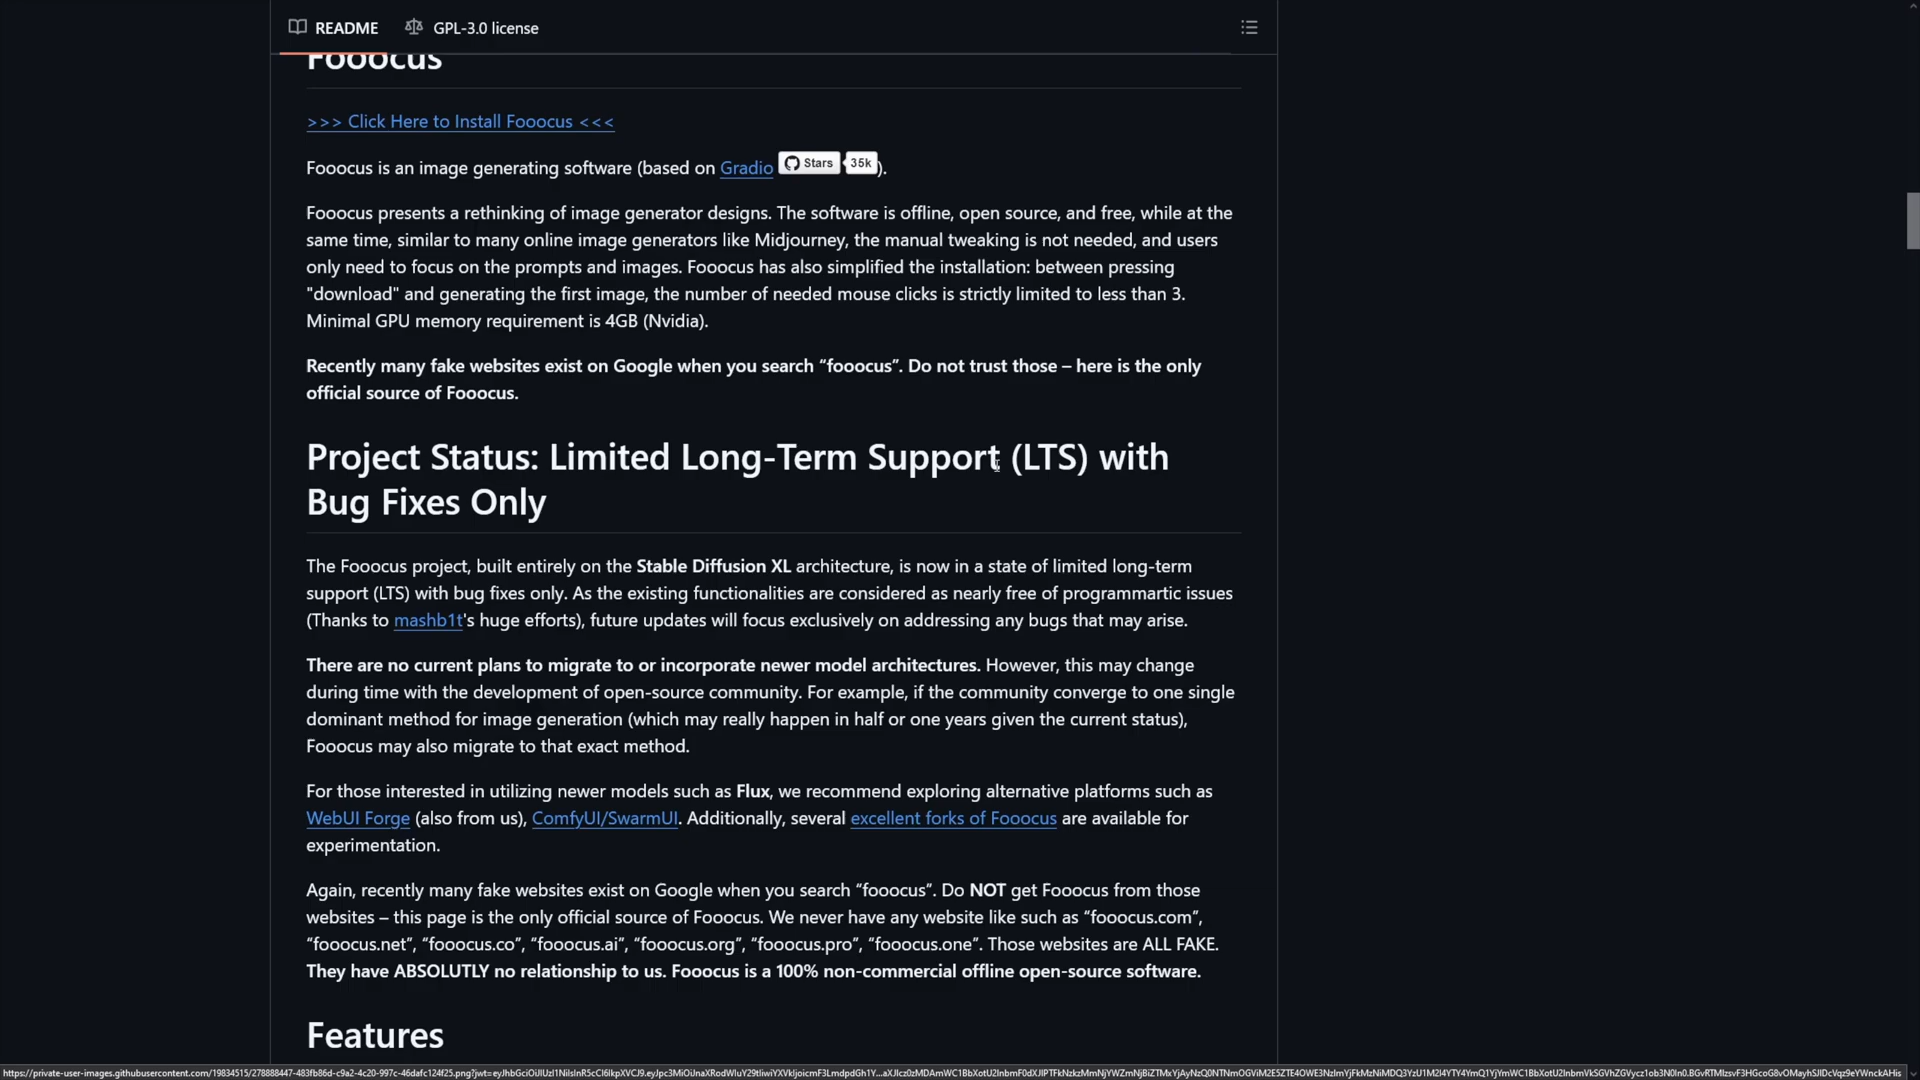 README
GPL-3.0 license
Fooocus
>>> Click Here to Install Fooocus <<<
Fooocus is an image generating software (based on Gradio Stars 35k).
Fooocus presents a rethinking of image generator designs. The software is offline, open source, and free, while at the
same time, similar to many online image generators like Midjourney, the manual tweaking is not needed, and users
only need to focus on the prompts and images. Fooocus has also simplified the installation: between pressing
"download" and generating the first image, the number of needed mouse clicks is strictly limited to less than 3.
Minimal GPU memory requirement is 4GB (Nvidia).
Recently many fake websites exist on Google when you search “fooocus”. Do not trust those – here is the only
official source of Fooocus.
Project Status: Limited Long-Term Support (LTS) with
Bug Fixes Only
The Fooocus project, built entirely on the Stable Diffusion XL architecture, is now in a state of limited long-term
support (LTS) with bug fixes only. As the existing functionalities are considered as nearly free of programmartic issues
(Thanks to mashb1t's huge efforts), future updates will focus exclusively on addressing any bugs that may arise.
There are no current plans to migrate to or incorporate newer model architectures. However, this may change
during time with the development of open-source community. For example, if the community converge to one single
dominant method for image generation (which may really happen in half or one years given the current status),
Fooocus may also migrate to that exact method.
For those interested in utilizing newer models such as Flux, we recommend exploring alternative platforms such as
WebUI Forge (also from us), ComfyUI/SwarmUI. Additionally, several excellent forks of Fooocus are available for
experimentation.
Again, recently many fake websites exist on Google when you search “fooocus”. Do NOT get Fooocus from those
websites – this page is the only official source of Fooocus. We never have any website like such as “fooocus.com”,
“fooocus.net”, “fooocus.co”, “fooocus.ai”, “fooocus.org”, “fooocus.pro”, “fooocus.one”. Those websites are ALL FAKE.
They have ABSOLUTLY no relationship to us. Fooocus is a 100% non-commercial offline open-source software.
Features